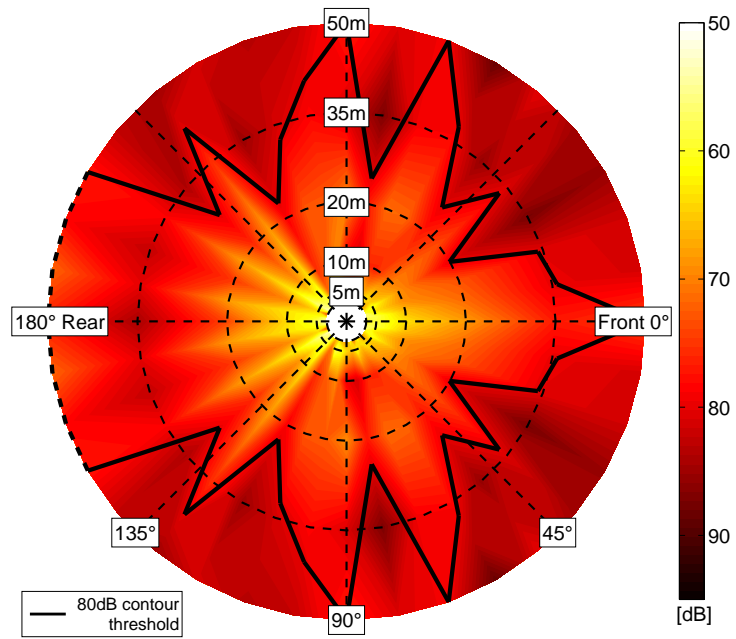 50m
50
35m
60
20m
10m
5m
70
180° Rear
Front 0°
80
90
135°
45°
80dB contour
threshold
90°
[dB]